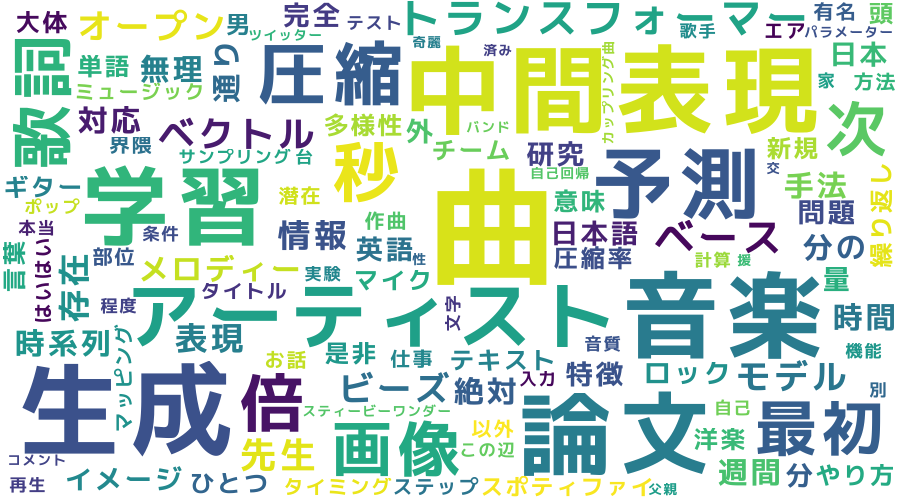 大体
オープン
男
完全
テスト
トランスフォーマー
有名
頭
ツイッター
奇麗
済み
歌手
エア
パラメーター
歌詞
単語
無理
通り
圧縮
中間表現
日本
ミュージック
カップリング曲
家
方法
対応
界隈
ベクトル
多様性
外
バンド
次
サンプリング
台
チーム
研究
新規
自己回帰
予測
交
手法
ギター
ポップ
学習
潜在
秒
曲
意味
問題
繰り返し
本当
条件
情報
作曲
英語
性
日本語
圧縮率
ベース
分の
計算
援
言葉
はいはい
存在
部位
メロディー
実験
マイク
タイトル
文字
量
程度
アーティスト
音楽
時間
時系列
マッピング
表現
お話
是非
仕事
テキスト
音質
機能
生成
倍
ビーズ
絶対
入力
特徴
ロック
モデル
スティービーワンダー
別
論文
自己
最初
先生
画像
以外
この辺
洋楽
コメント
再生
イメージ
ひとつ
タイミング
ステップ
スポティファイ
父親
週間
分
やり方